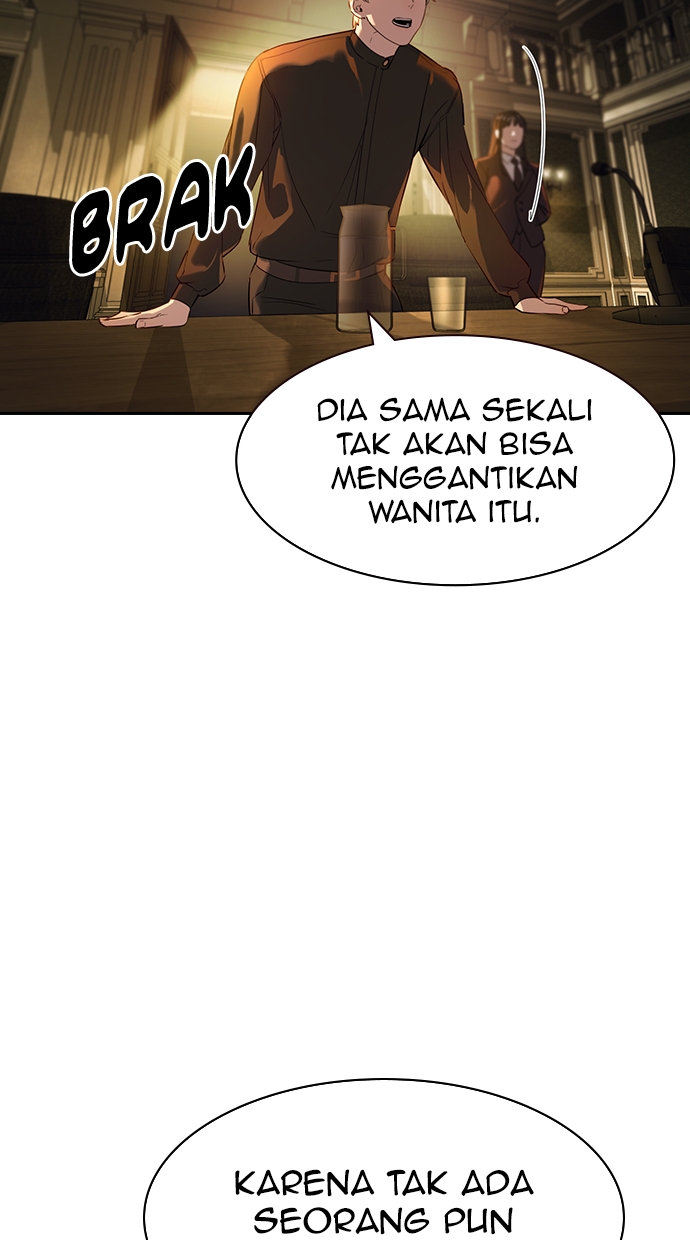 BRAK
DIA SAMA SEKALI
TAK AKAN BISA
MENGGANTIKAN
WANITA ITU.
KARENA TAK ADA
SEORANG PUN